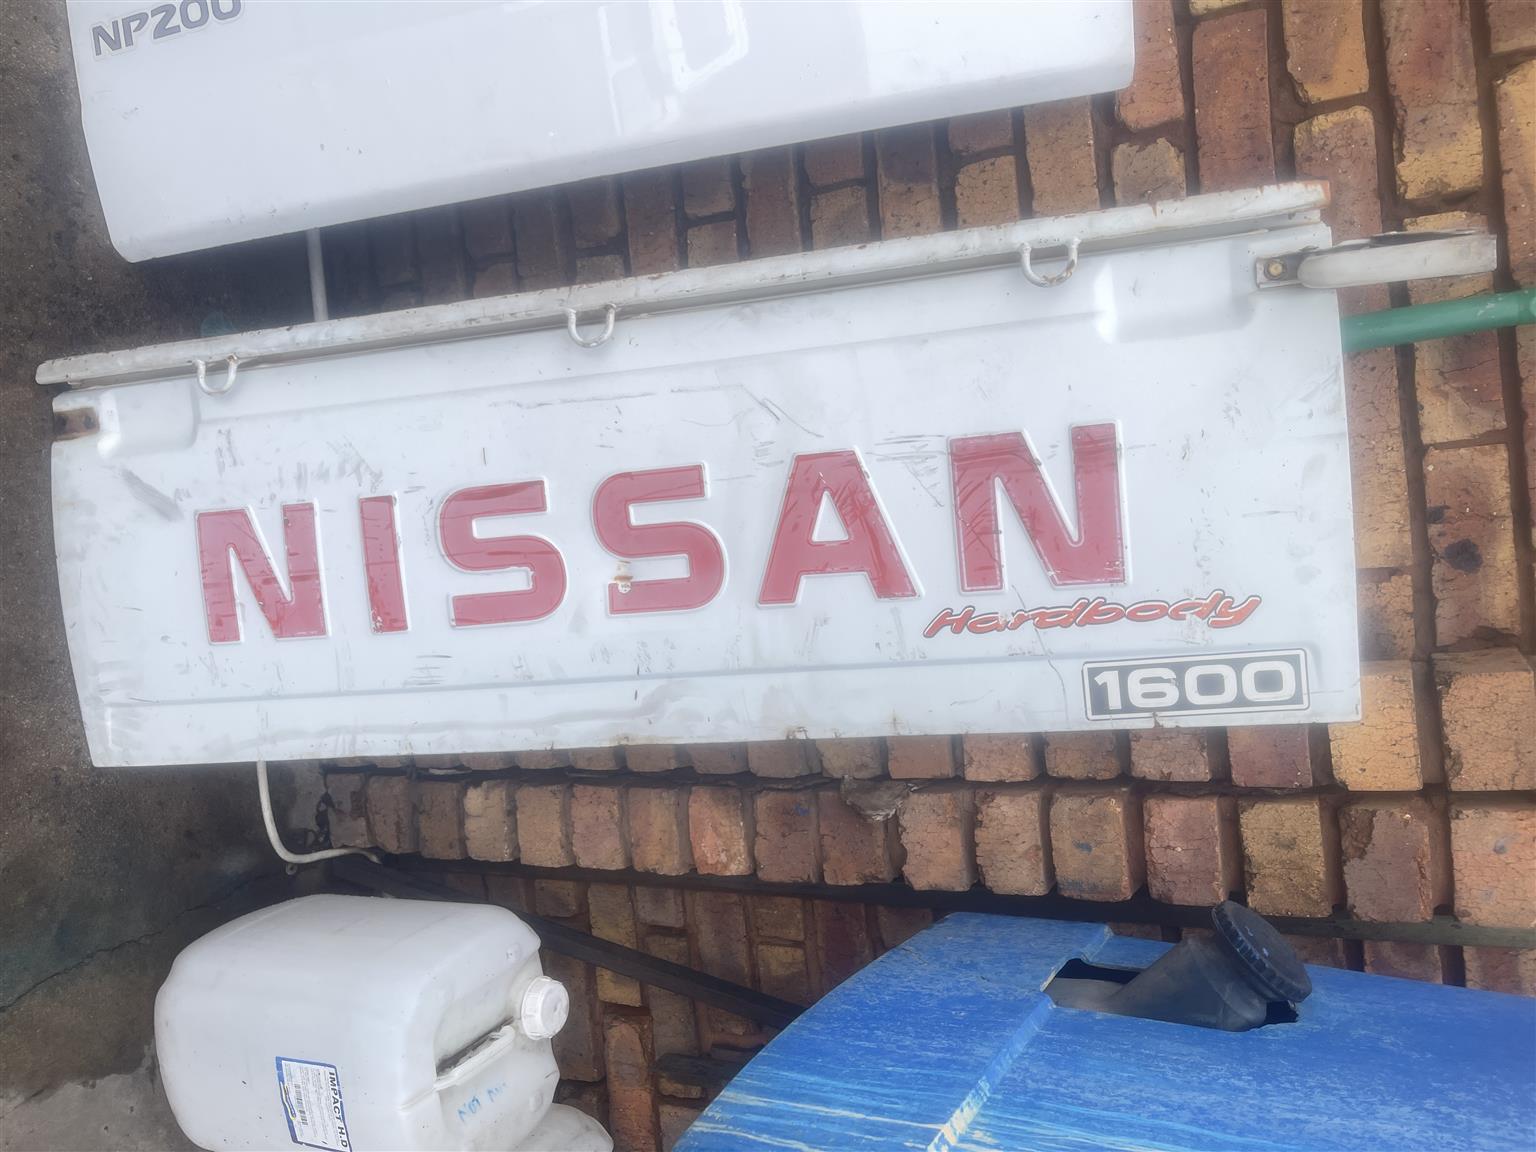 NP200
NISSAN
Hardbody
1600
IMPACT H.D